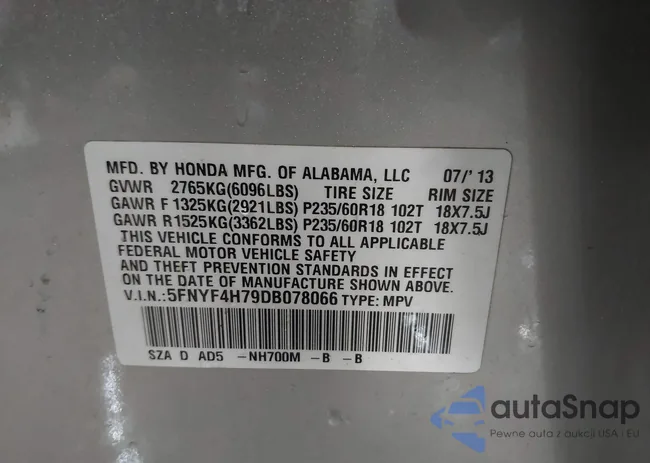 MFD. BY HONDA MFG. OF ALABAMA, LLC 07/' 13
GVWR 2765KG(6096LBS) TIRE SIZE RIM SIZE
GAWR F 1325KG(2921LBS) P235/60R18 102T 18X7.5J
GAWR R1525KG(3362LBS) P235/60R18 102T 18X7.5J
THIS VEHICLE CONFORMS TO ALL APPLICABLE
FEDERAL MOTOR VEHICLE SAFETY
AND THEFT PREVENTION STANDARDS IN EFFECT
ON THE DATE OF MANUFACTURE SHOWN ABOVE.
V.I.N.:5FNYF4H79DB078066 TYPE: MPV
SZA D AD5 -NH700M -B -B
autaSnap
Pewne auta z aukcji USA - EU